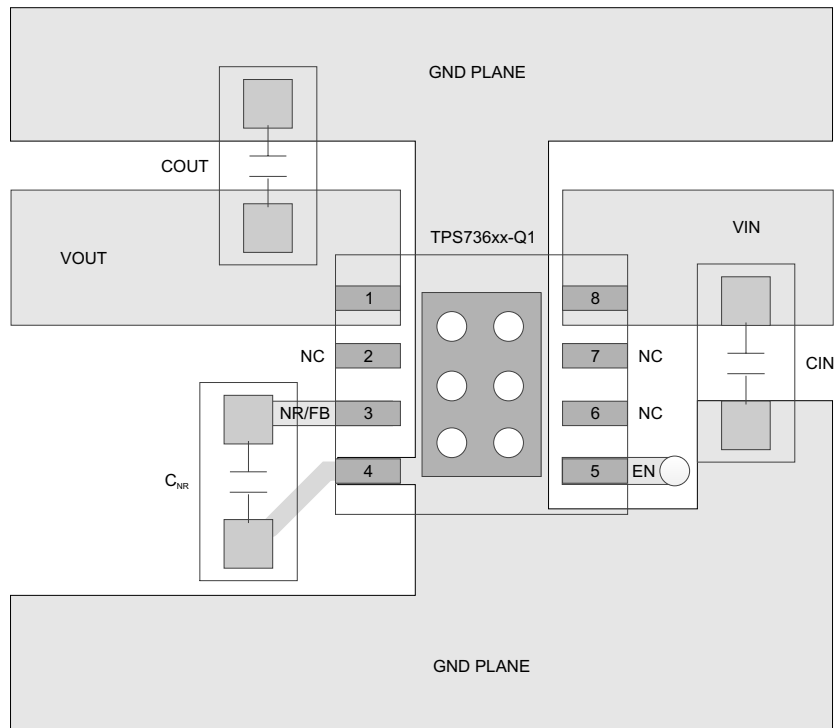 GND PLANE
COUT
TPS736xx-Q1
VIN
VOUT
1
8
NC
2
7
NC
CIN
NR/FB
3
6
NC
4
5
EN
CNR
GND PLANE